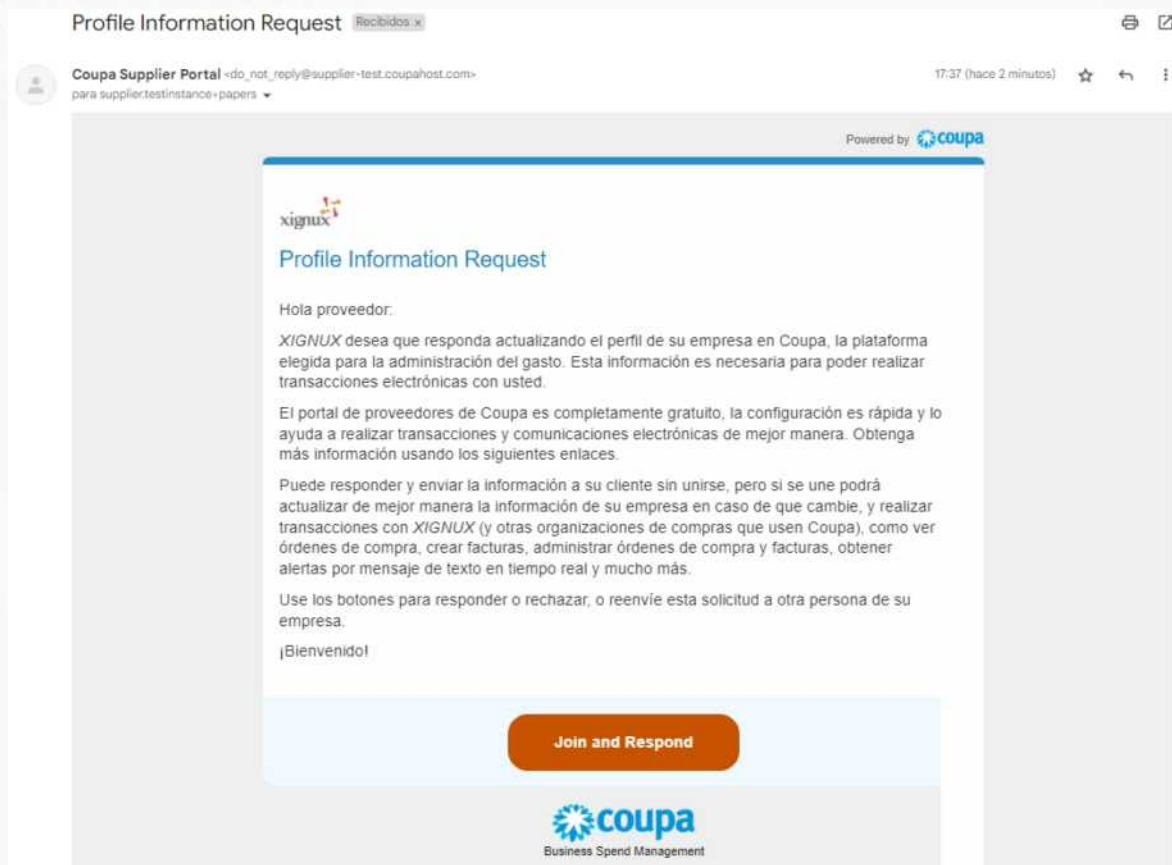 Profile Information Request Recibidos x
Coupa Supplier Portal <do_not_reply@supplier-test.coupahost.com> 17:37 (hace 2 minutos)
para supplier.testinstance+papers
Powered by coupa
xignux
Profile Information Request
Hola proveedor:
XIGNUX desea que responda actualizando el perfil de su empresa en Coupa, la plataforma
elegida para la administración del gasto. Esta información es necesaria para poder realizar
transacciones electrónicas con usted.
El portal de proveedores de Coupa es completamente gratuito, la configuración es rápida y lo
ayuda a realizar transacciones y comunicaciones electrónicas de mejor manera. Obtenga
más información usando los siguientes enlaces.
Puede responder y enviar la información a su cliente sin unirse, pero si se une podrá
actualizar de mejor manera la información de su empresa en caso de que cambie, y realizar
transacciones con XIGNUX (y otras organizaciones de compras que usen Coupa), como ver
órdenes de compra, crear facturas, administrar órdenes de compra y facturas, obtener
alertas por mensaje de texto en tiempo real y mucho más.
Use los botones para responder o rechazar, o reenvíe esta solicitud a otra persona de su
empresa.
¡Bienvenido!
Join and Respond
coupa
Business Spend Management